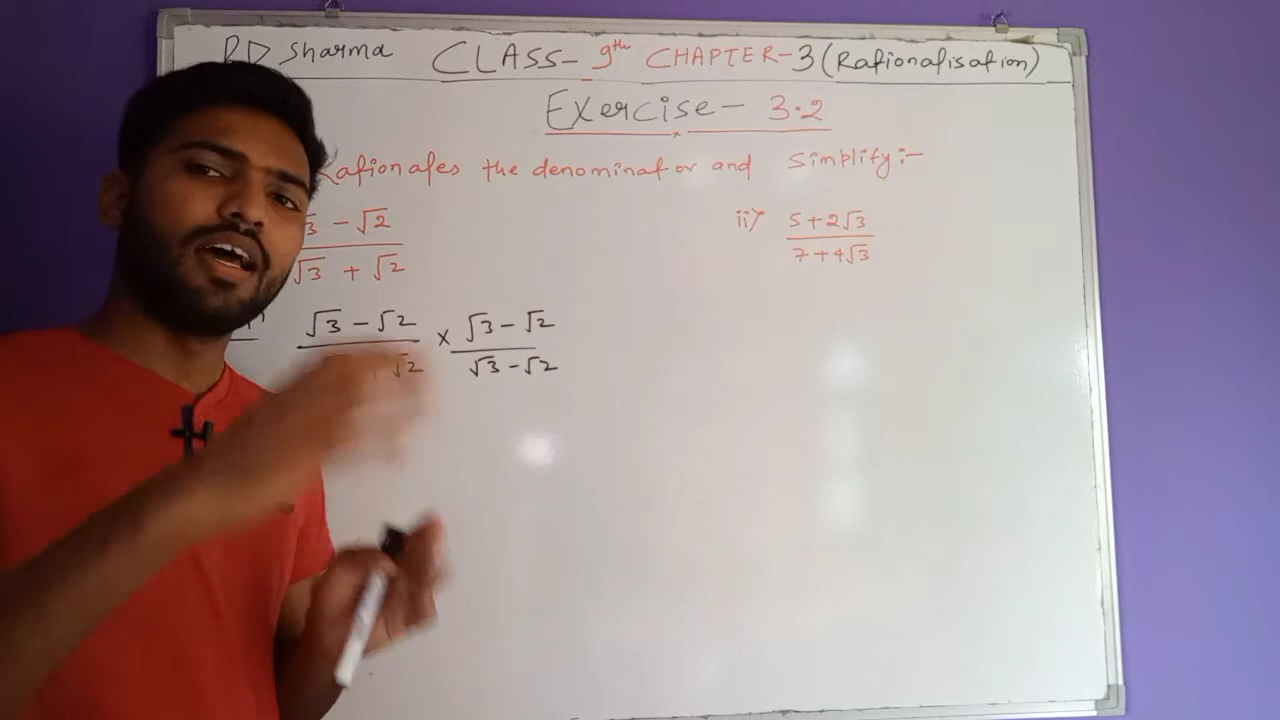 RD Sharma CLASS- 9th CHAPTER-3 (Rationalisation)
Exercise- 3.2
Rationales the denominator and Simplify:-
√3 - √2 / √3 + √2
ii) 5+2√3 / 7+4√3
√3 - √2 / √2 × √3 - √2 / √3 - √2